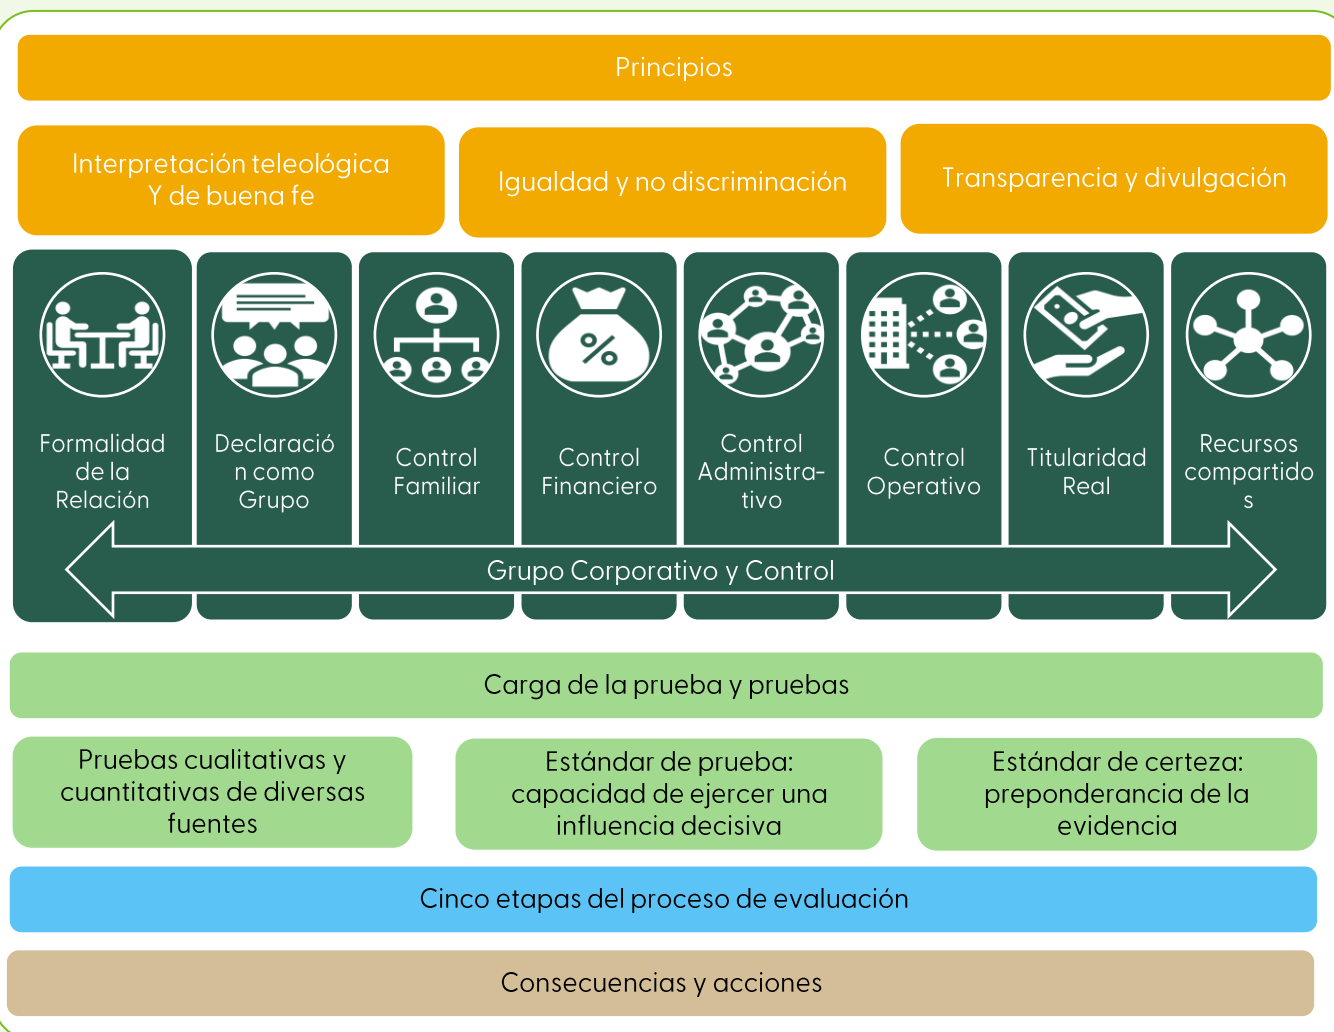 Principios
Interpretación teleológica
Y de buena fe
Igualdad y no discriminación
Transparencia y divulgación
Formalidad
de la
Relación
Declaració
n como
Grupo
Control
Familiar
Control
Financiero
Control
Administra-
tivo
Control
Operativo
Titularidad
Real
Recursos
compartido
s
%
Grupo Corporativo y Control
Carga de la prueba y pruebas
Pruebas cualitativas y
cuantitativas de diversas
fuentes
Estándar de prueba:
capacidad de ejercer una
influencia decisiva
Estándar de certeza:
preponderancia de la
evidencia
Cinco etapas del proceso de evaluación
Consecuencias y acciones